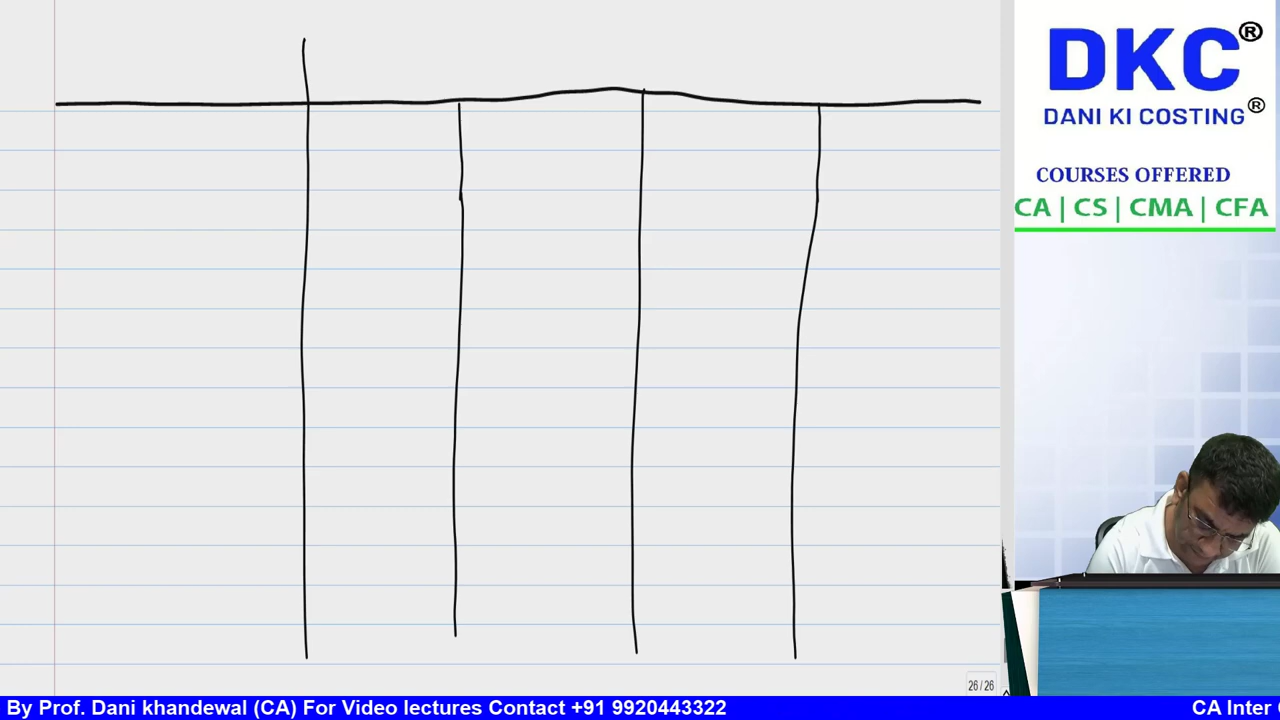 DKC®
DANI KI COSTING®
COURSES OFFERED
CA | CS | CMA | CFA
26 / 26
By Prof. Dani khandewal (CA) For Video lectures Contact +91 9920443322
CA Inter